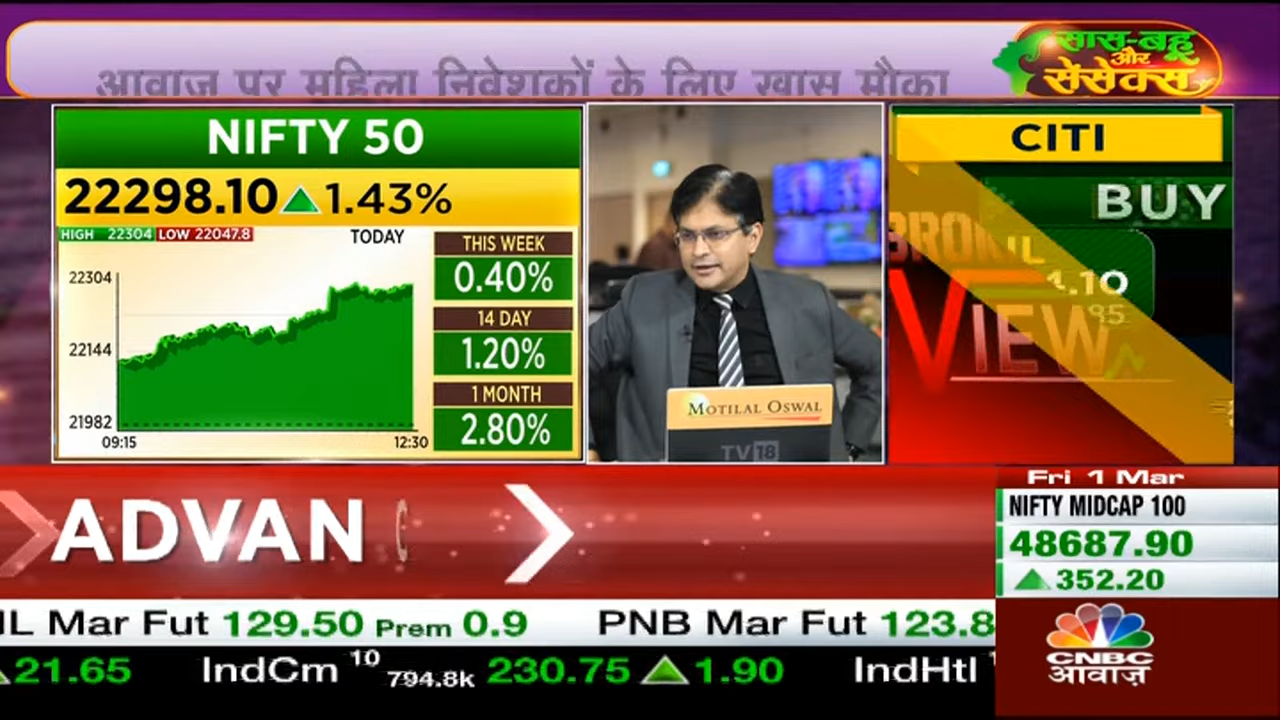 आवाज़ पर महिला निवेशकों के लिए खास मौका
सास-बहू
और
सेंसेक्स
NIFTY 50
22298.10 ▲ 1.43%
HIGH 22304 LOW 22047.8
TODAY
22304
22144
21982
09:15
12:30
THIS WEEK
0.40%
14 DAY
1.20%
1 MONTH
2.80%
MOTILAL OSWAL
TV18
CITI
BUY
VIEW
ADVAN
Fri 1 Mar
NIFTY MIDCAP 100
48687.90
▲ 352.20
IL Mar Fut 129.50 Prem 0.9 PNB Mar Fut 123.8
▲21.65 IndCm 10 794.8k 230.75 ▲1.90 IndHtl
CNBC
आवाज़